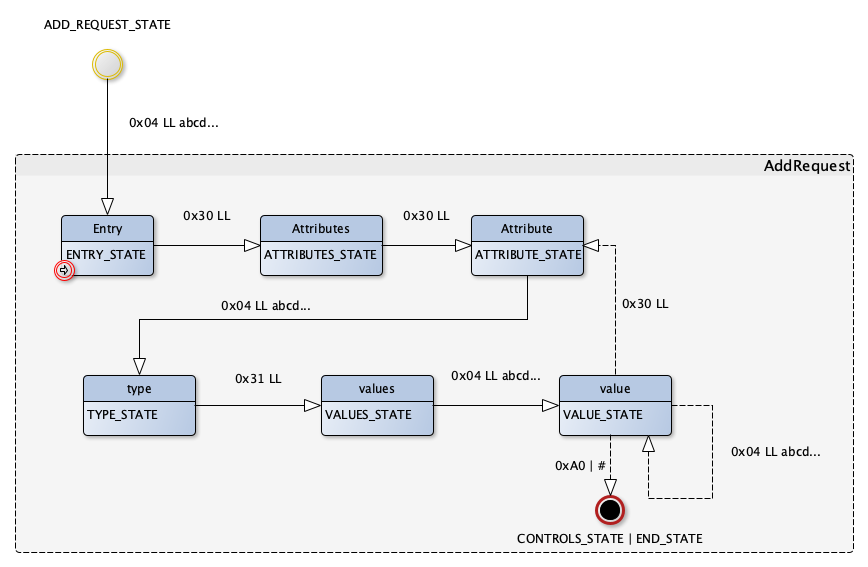 ADD_REQUEST_STATE
0x04 LL abcd...
AddRequest
Entry
ENTRY_STATE
0x30 LL
Attributes
ATTRIBUTES_STATE
0x30 LL
Attribute
ATTRIBUTE_STATE
0x04 LL abcd...
0x30 LL
type
TYPE_STATE
0x31 LL
values
VALUES_STATE
0x04 LL abcd...
value
VALUE_STATE
0x04 LL abcd...
0xA0 | #
CONTROLS_STATE | END_STATE